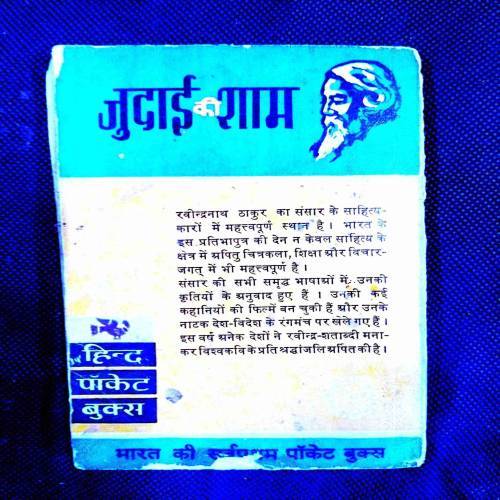 जुदाई की शाम
रवीन्द्रनाथ ठाकुर का संसार के साहित्य-
कारों में महत्त्वपूर्ण स्थान है। भारत के
इस प्रतिभापुत्र की देन न केवल साहित्य के
क्षेत्र में अपितु चित्रकला, शिक्षा और विचार-
जगत् में भी महत्त्वपूर्ण है।
संसार की सभी समृद्ध भाषाओं में उनकी
कृतियों के अनुवाद हुए हैं। उनकी कई
कहानियों की फिल्में बन चुकी हैं और उनके
नाटक देश-विदेश के रंगमंच पर खेले गए हैं।
इस वर्ष अनेक देशों ने रवीन्द्र-शताब्दी मना-
कर विश्वकवि के प्रति श्रद्धांजलि अर्पित की है।
हिन्द
पॉकेट
बुक्स
भारत की सर्वप्रथम पॉकेट बुक्स